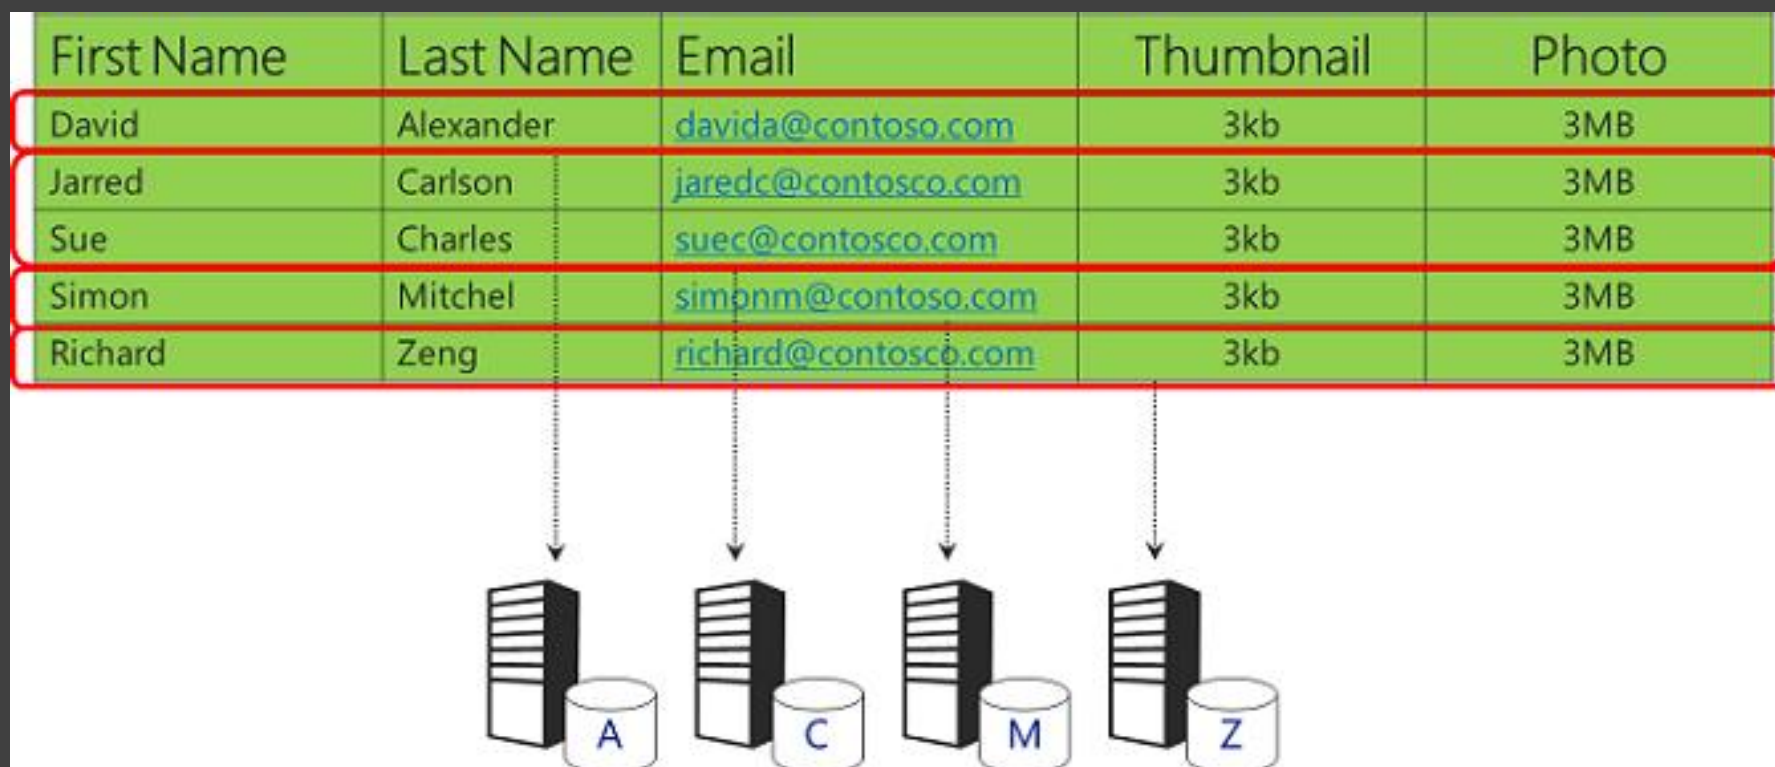 First Name Last Name Email Thumbnail Photo
David Alexander davida@contoso.com 3kb 3MB
Jarred Carlson jaredc@contosco.com 3kb 3MB
Sue Charles suec@contosco.com 3kb 3MB
Simon Mitchel simonm@contoso.com 3kb 3MB
Richard Zeng richard@contosco.com 3kb 3MB
A C M Z